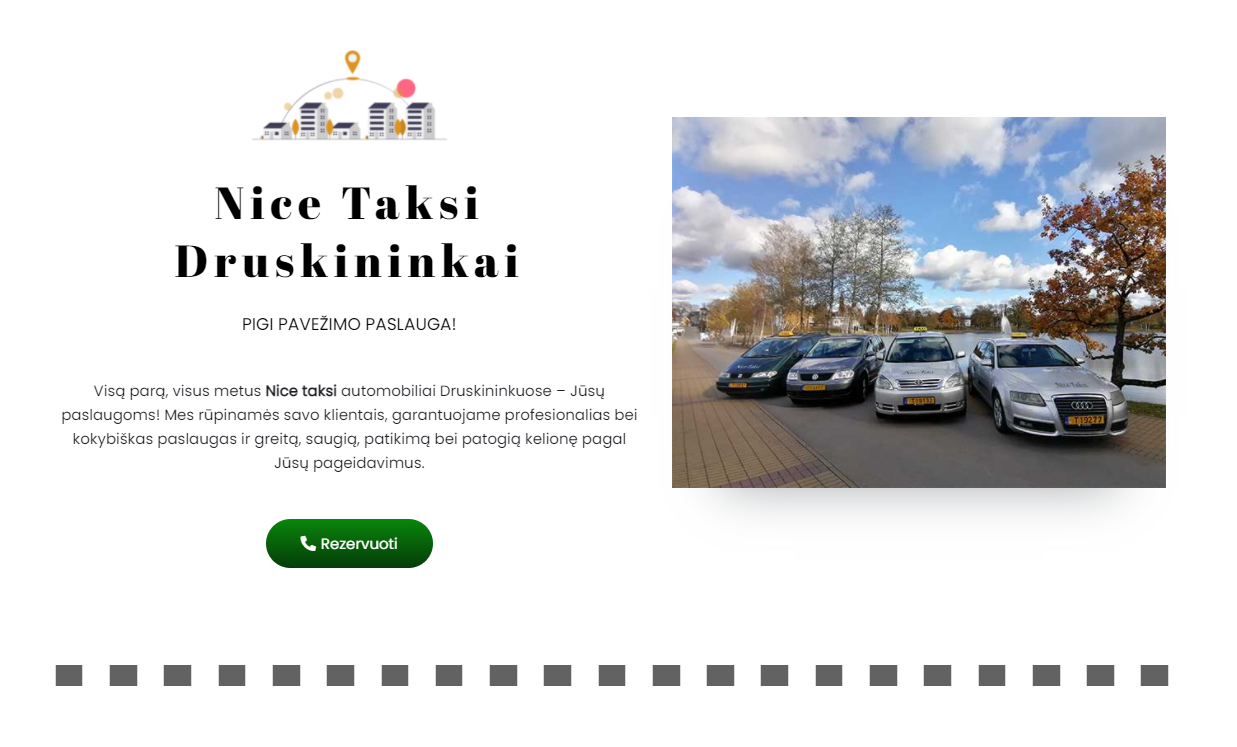 Nice Taksi
Druskininkai
PIGI PAVEŽIMO PASLAUGA!
Visą parą, visus metus Nice taksi automobiliai Druskininkuose – Jūsų
paslaugoms! Mes rūpinamės savo klientais, garantuojame profesionalias bei
kokybiškas paslaugas ir greitą, saugią, patikimą bei patogią kelionę pagal
Jūsų pageidavimus.
Rezervuoti